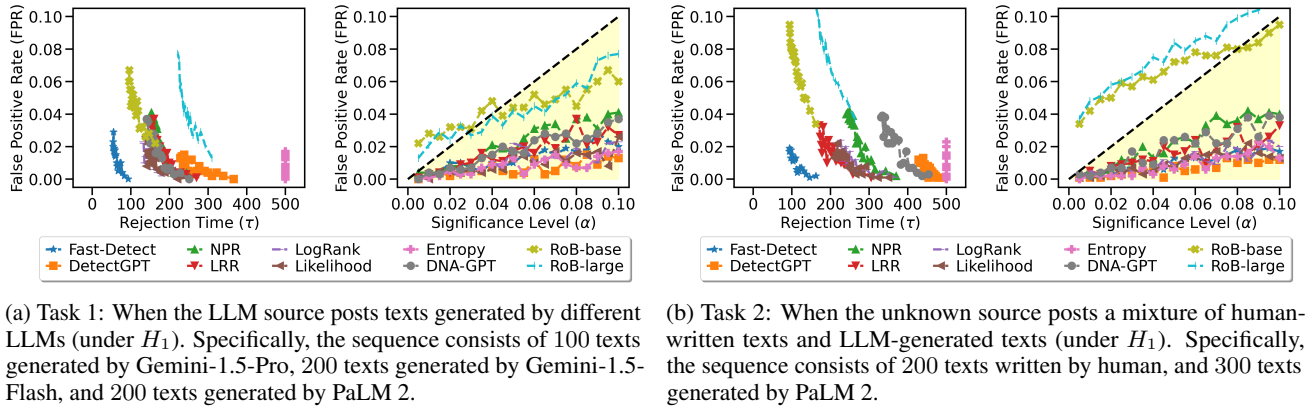 False Positive Rate (FPR)
0.10
0.08
0.06
0.04
0.02
0.00
0 100 200 300 400 500
Rejection Time (τ)
False Positive Rate (FPR)
0.10
0.08
0.06
0.04
0.02
0.00
0.00 0.02 0.04 0.06 0.08 0.10
Significance Level (α)
Fast-Detect NPR LogRank Entropy RoB-base
DetectGPT LRR Likelihood DNA-GPT RoB-large
(a) Task 1: When the LLM source posts texts generated by different
LLMs (under H₁). Specifically, the sequence consists of 100 texts
generated by Gemini-1.5-Pro, 200 texts generated by Gemini-1.5-
Flash, and 200 texts generated by PaLM 2.
False Positive Rate (FPR)
0.10
0.08
0.06
0.04
0.02
0.00
0 100 200 300 400 500
Rejection Time (τ)
False Positive Rate (FPR)
0.10
0.08
0.06
0.04
0.02
0.00
0.00 0.02 0.04 0.06 0.08 0.10
Significance Level (α)
Fast-Detect NPR LogRank Entropy RoB-base
DetectGPT LRR Likelihood DNA-GPT RoB-large
(b) Task 2: When the unknown source posts a mixture of human-
written texts and LLM-generated texts (under H₁). Specifically,
the sequence consists of 200 texts written by human, and 300 texts
generated by PaLM 2.